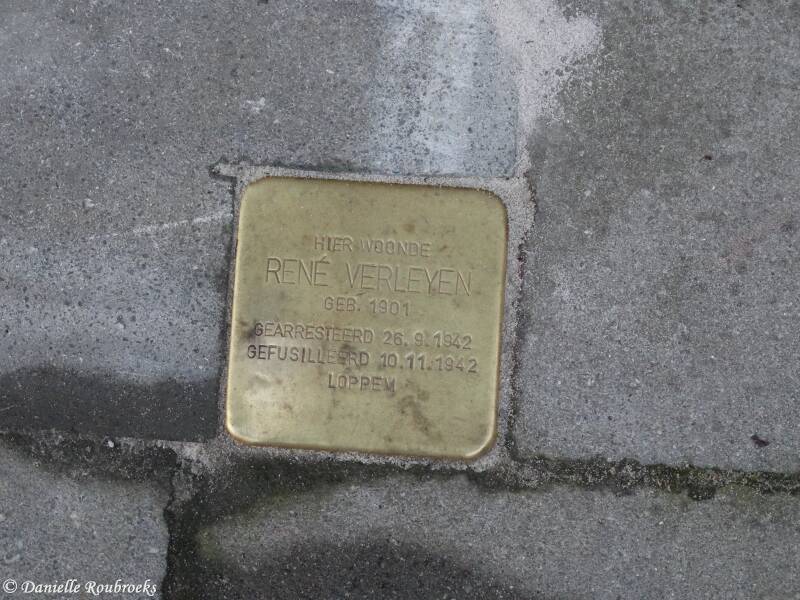 HIER WOONDE
RENÉ VERLEYEN
GEB. 1901
GEARRESTEERD 26.9.1942
GEFUSILLEERD 10.11.1942
LOPPEM
© Danielle Roubroeks